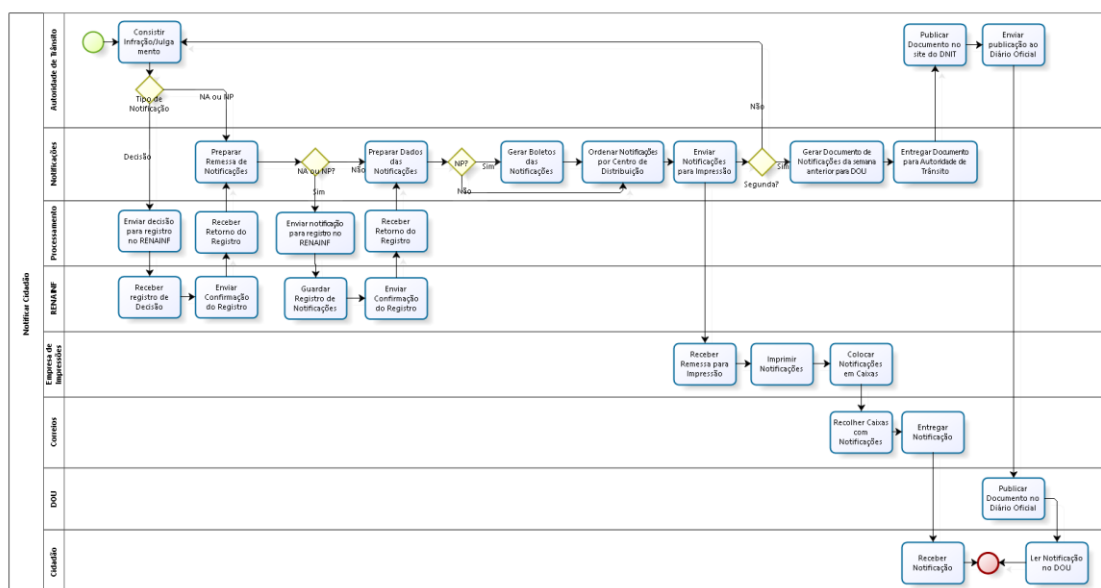 Notificar Cidadão
Autoridade de Trânsito
Consistir
Infração/Julga
mento
Tipo de
Notificação
NA ou NP
Decisão
Não
Publicar
Documento no
site do DNIT
Enviar
publicação ao
Diário Oficial
Notificações
Preparar
Remessa de
Notificações
NA ou NP?
Não
Sim
Preparar Dados
das
Notificações
NP?
Sim
Não
Gerar Boletos
das
Notificações
Ordenar Notificações
por Centro de
Distribuição
Enviar
Notificações
para Impressão
Segunda?
Sim
Gerar Documento de
Notificações da semana
anterior para DOU
Entregar Documento
para Autoridade de
Trânsito
Processamento
Enviar decisão
para registro
no RENAINF
Receber
Retorno do
Registro
Enviar notificação
para registro no
RENAINF
Receber
Retorno do
Registro
RENAINF
Receber
registro de
Decisão
Enviar
Confirmação
do Registro
Guardar
Registro de
Notificações
Enviar
Confirmação
do Registro
Empresa de
Impressões
Receber
Remessa para
Impressão
Imprimir
Notificações
Colocar
Notificações
em Caixas
Correios
Recolher Caixas
com
Notificações
Entregar
Notificação
DOU
Publicar
Documento no
Diário Oficial
Cidadão
Receber
Notificação
Ler Notificação
no DOU